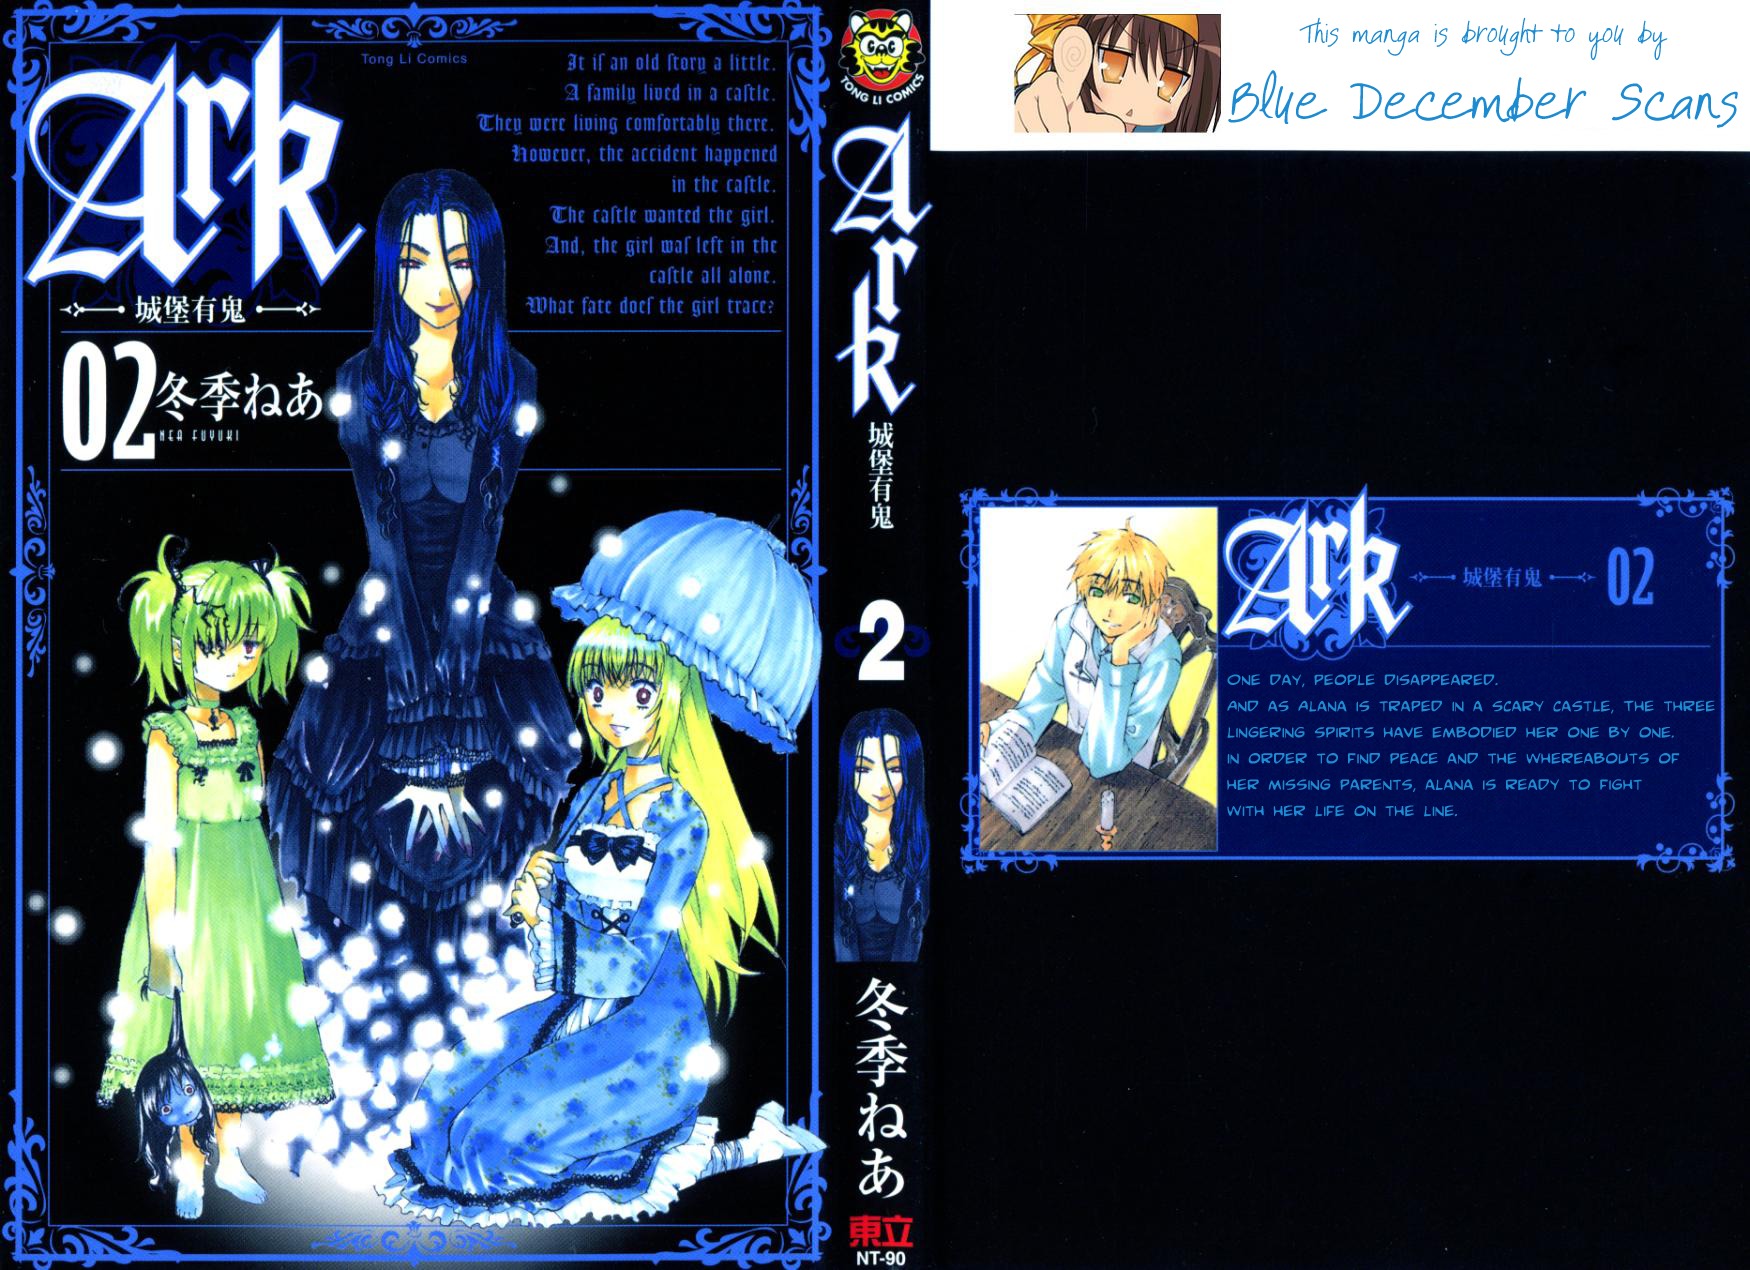 Ark
Tong Li Comics
It is an old story a little.
A family lived in a castle.
They were living comfortably there.
However, the accident happened
in the castle.
The castle wanted the girl.
And, the girl was left in the
castle all alone.
What fate does the girl trace?
城堡有鬼
02
冬季ねあ
NEA FUYUKI
TONG LI COMICS
Ark
城堡有鬼
2
冬季ねあ
東立
NT-90
This manga is brought to you by
Blue December Scans
Ark
城堡有鬼
02
ONE DAY, PEOPLE DISAPPEARED.
AND AS ALANA IS TRAPED IN A SCARY CASTLE, THE THREE
LINGERING SPIRITS HAVE EMBODIED HER ONE BY ONE.
IN ORDER TO FIND PEACE AND THE WHEREABOUTS OF
HER MISSING PARENTS, ALANA IS READY TO FIGHT
WITH HER LIFE ON THE LINE.